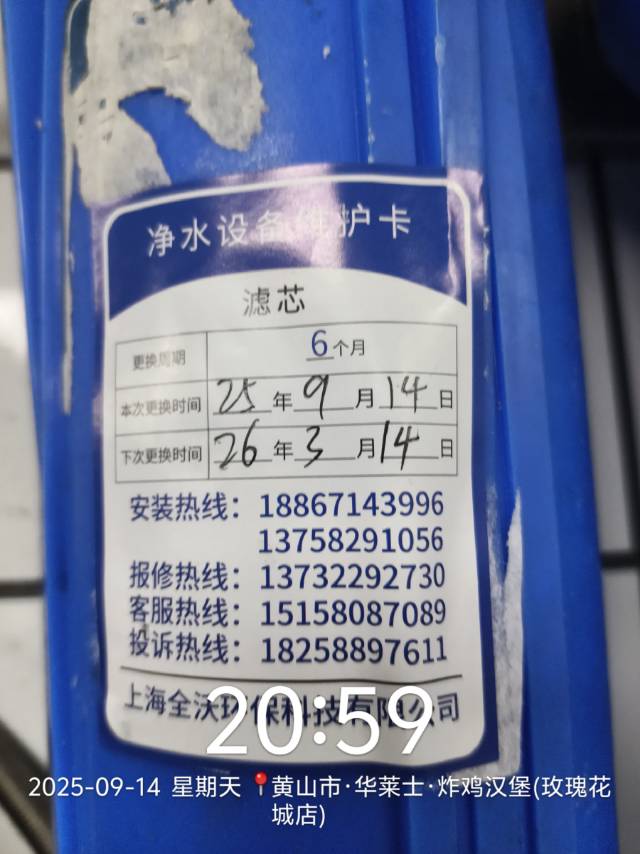 净水设备维护卡
滤芯
更换周期 6个月
本次更换时间 25年9月14日
下次更换时间 26年3月14日
安装热线：18867143996
13758291056
报修热线：13732292730
客服热线：15158087089
投诉热线：18258897611
上海全沃环保科技有限公司
20:59
2025-09-14 星期天 📍黄山市·华莱士·炸鸡汉堡(玫瑰花
城店)